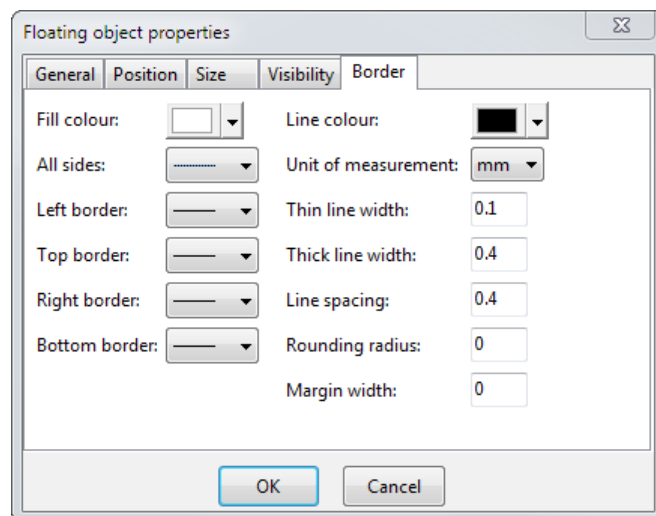 Floating object properties
General Position Size Visibility Border
Fill colour: Line colour:
All sides: Unit of measurement: mm
Left border: Thin line width: 0.1
Top border: Thick line width: 0.4
Right border: Line spacing: 0.4
Bottom border: Rounding radius: 0
Margin width: 0
OK Cancel